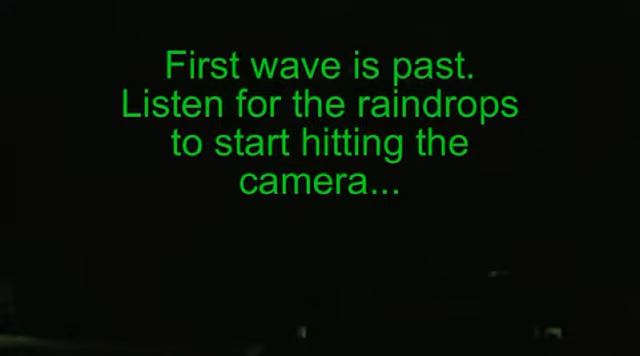 First wave is past.
Listen for the raindrops
to start hitting the
camera...